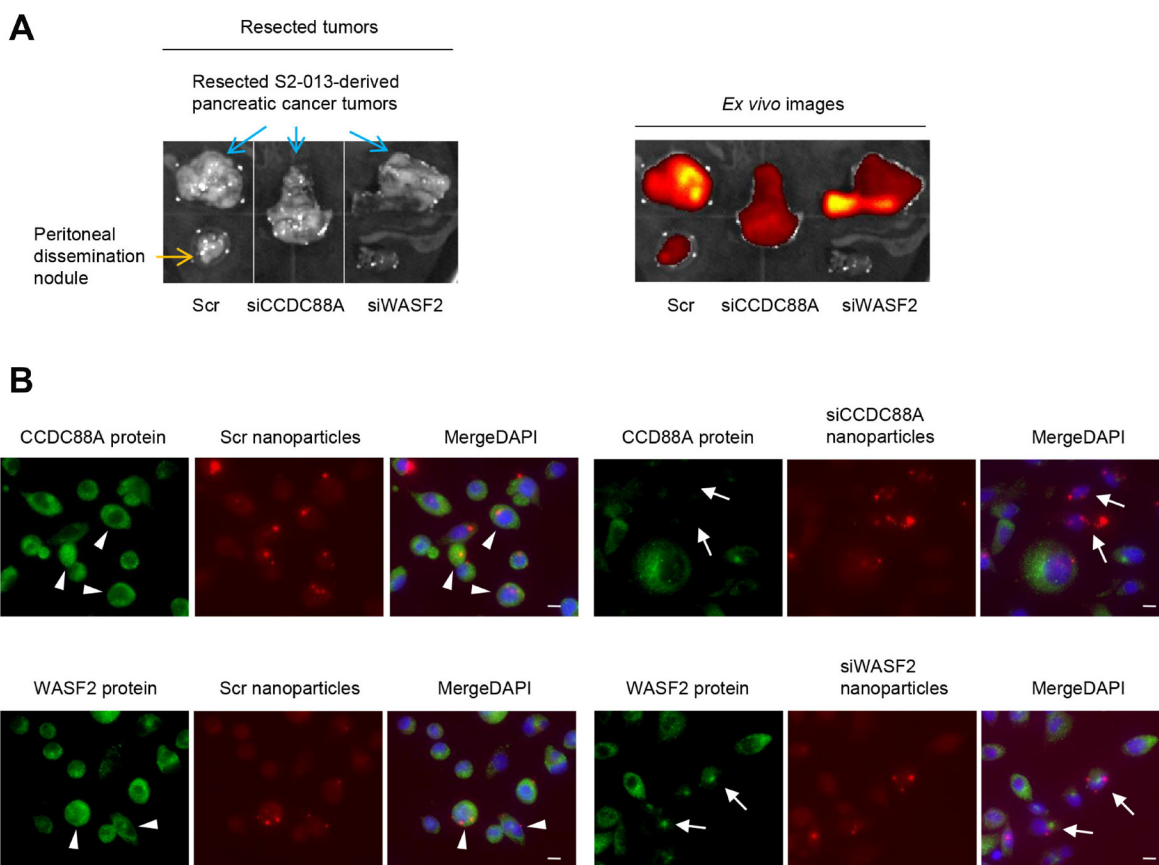 A
Resected tumors
Resected S2-013-derived
pancreatic cancer tumors
Ex vivo images
Peritoneal
dissemination
nodule
Scr siCCDC88A siWASF2
Scr siCCDC88A siWASF2
B
CCDC88A protein Scr nanoparticles MergeDAPI CCD88A protein siCCDC88A
nanoparticles MergeDAPI
WASF2 protein Scr nanoparticles MergeDAPI WASF2 protein siWASF2
nanoparticles MergeDAPI